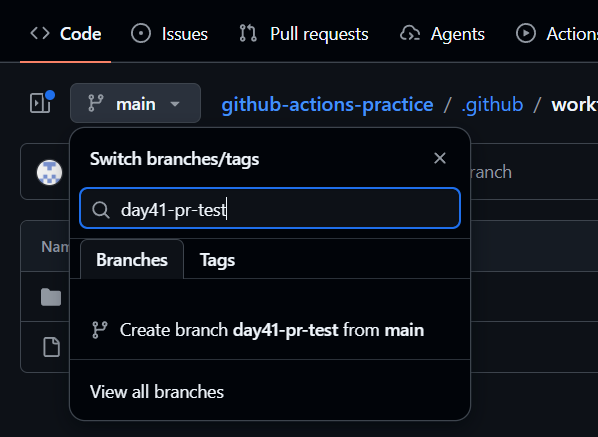 Code Issues Pull requests Agents Action
main github-actions-practice / .github / work
Switch branches/tags
ranch
day41-pr-test
Nam
Branches Tags
Create branch day41-pr-test from main
View all branches